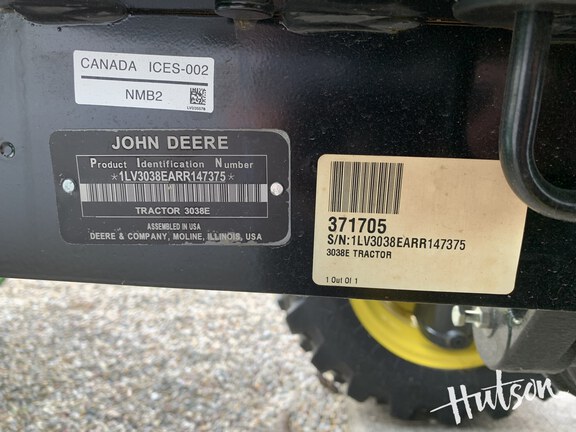 CANADA ICES-002
NMB2
JOHN DEERE
Product Identification Number
*1LV3038EARR147375*
TRACTOR 3038E
ASSEMBLED IN USA
DEERE & COMPANY, MOLINE, ILLINOIS, USA
371705
S/N:1LV3038EARR147375
3038E TRACTOR
1 Out Of 1
Hutson